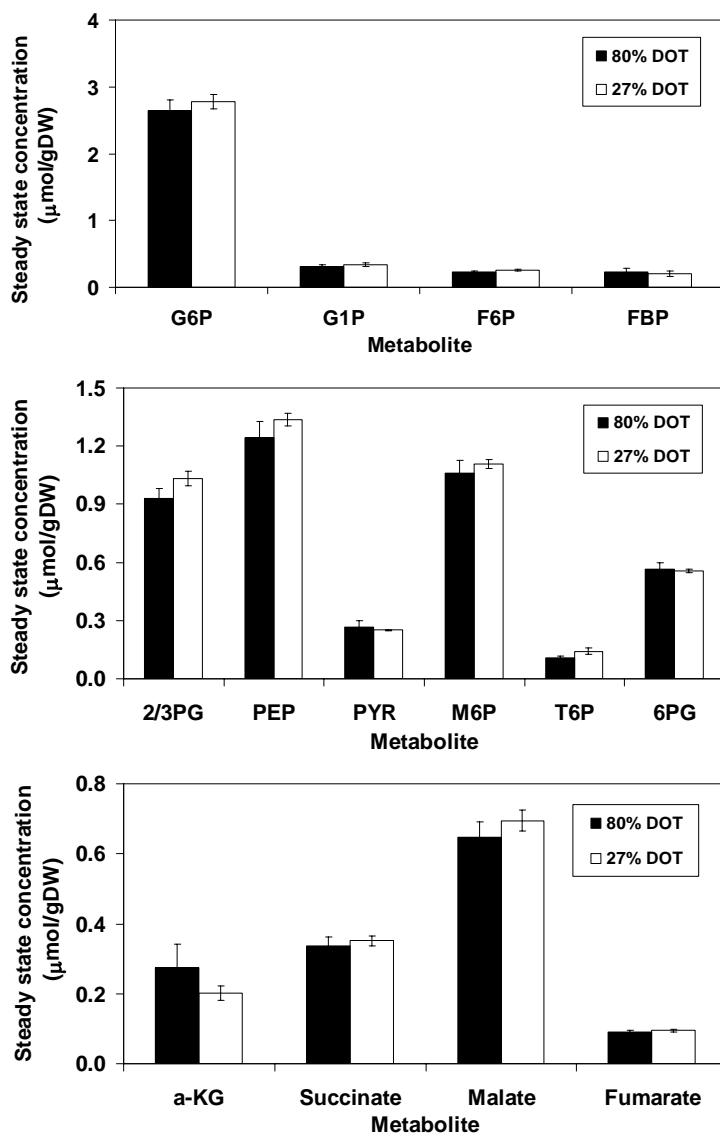 Steady state concentration
(μmol/gDW)
4
3
2
1
0
80% DOT
27% DOT
G6P G1P F6P FBP
Metabolite
Steady state concentration
(μmol/gDW)
1.5
1.2
0.9
0.6
0.3
0.0
80% DOT
27% DOT
2/3PG PEP PYR M6P T6P 6PG
Metabolite
Steady state concentration
(μmol/gDW)
0.8
0.6
0.4
0.2
0.0
80% DOT
27% DOT
a-KG Succinate Malate Fumarate
Metabolite